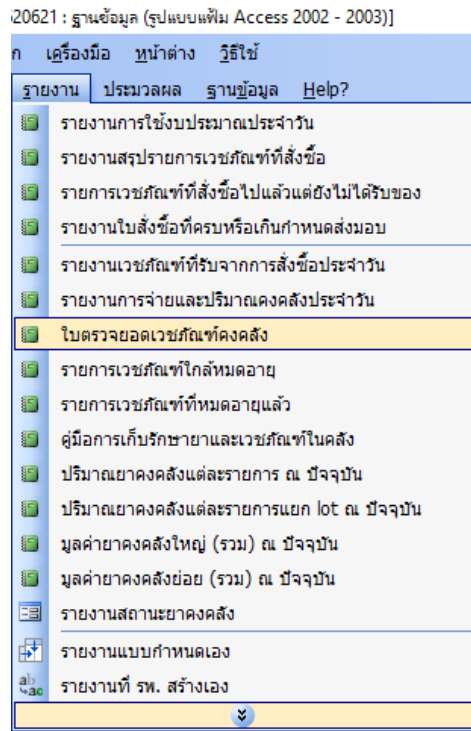 20621 : ฐานข้อมูล (รูปแบบแฟ้ม Access 2002 - 2003)]
ก เครื่องมือ หน้าต่าง วิธีใช้
รายงาน ประมวลผล ฐานข้อมูล Help?
รายงานการใช้งบประมาณประจำวัน
รายงานสรุปรายการเวชภัณฑ์ที่สั่งซื้อ
รายการเวชภัณฑ์ที่สั่งซื้อไปแล้วแต่ยังไม่ได้รับของ
รายงานใบสั่งซื้อที่ครบหรือเกินกำหนดส่งมอบ
รายงานเวชภัณฑ์ที่รับจากการสั่งซื้อประจำวัน
รายงานการจ่ายและปริมาณคงคลังประจำวัน
ใบตรวจยอดเวชภัณฑ์คงคลัง
รายการเวชภัณฑ์ใกล้หมดอายุ
รายการเวชภัณฑ์ที่หมดอายุแล้ว
คู่มือการเก็บรักษายาและเวชภัณฑ์ในคลัง
ปริมาณยาคงคลังแต่ละรายการ ณ ปัจจุบัน
ปริมาณยาคงคลังแต่ละรายการแยก lot ณ ปัจจุบัน
มูลค่ายาคงคลังใหญ่ (รวม) ณ ปัจจุบัน
มูลค่ายาคงคลังย่อย (รวม) ณ ปัจจุบัน
รายงานสถานะยาคงคลัง
รายงานแบบกำหนดเอง
ab ac รายงานที่ รพ. สร้างเอง